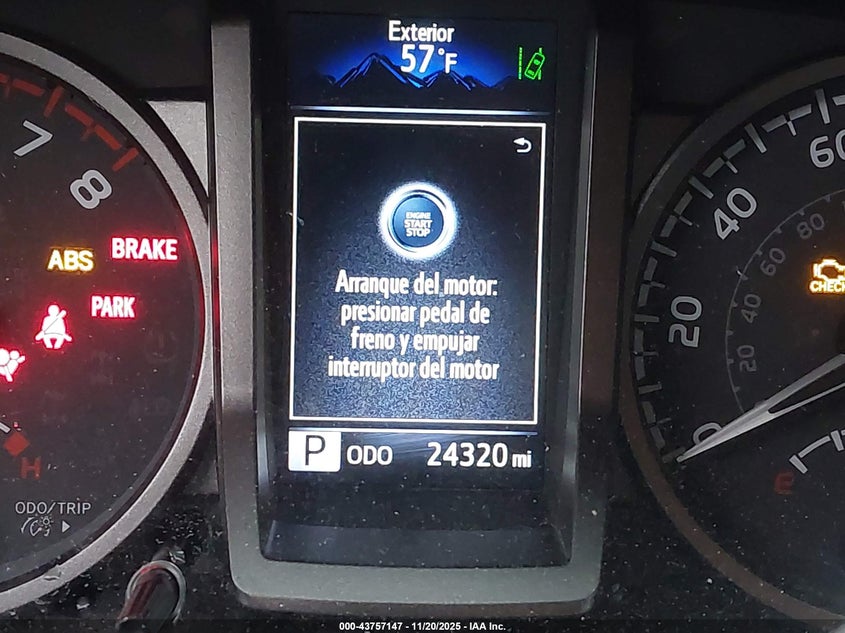 Exterior
57°F
7
8
ABS
BRAKE
PARK
H
ODO/TRIP
ENGINE
START
STOP
Arranque del motor:
presionar pedal de
freno y empujar
interruptor del motor
P ODO 24320 mi
60
40
20
0
80
60
40
20
CHECK
E
000-43757147 - 11/20/2025 - IAA Inc.